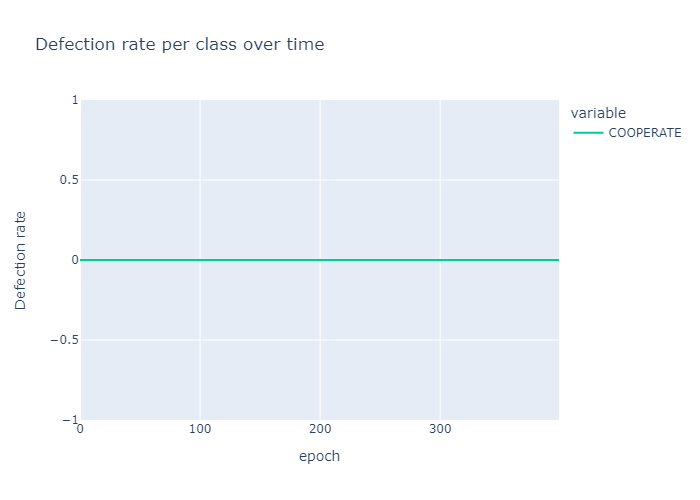 Defection rate per class over time
variable
COOPERATE
1
0.5
0
−0.5
−1
Defection rate
0
100
200
300
epoch